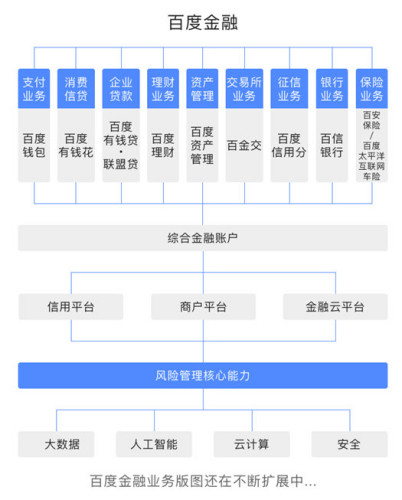 百度金融
支付
业务
消费
信贷
企业
贷款
理财
业务
资产
管理
交易所
业务
征信
业务
银行
业务
保险
业务
百度
钱包
百度
有钱花
百度
有钱贷
·
联盟贷
百度
理财
百度
资产
管理
百金交
百度
信用分
百信
银行
百安
保险
/
百度
太平洋
互联网
车险
综合金融账户
信用平台
商户平台
金融云平台
风险管理核心能力
大数据
人工智能
云计算
安全
百度金融业务版图还在不断扩展中...